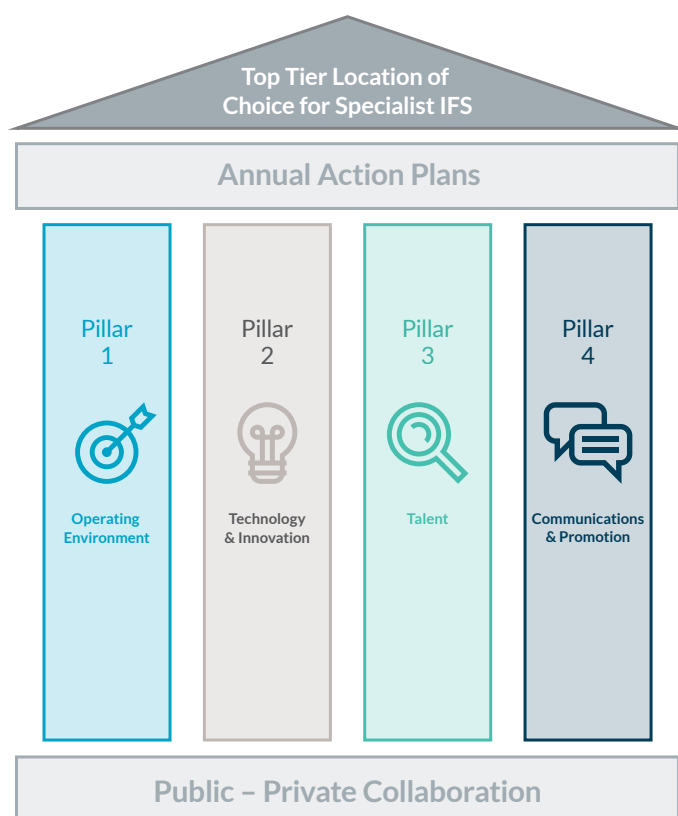 Top Tier Location of
Choice for Specialist IFS
Annual Action Plans
Pillar
1
Operating
Environment
Pillar
2
Technology
& Innovation
Pillar
3
Talent
Pillar
4
Communications
& Promotion
Public – Private Collaboration